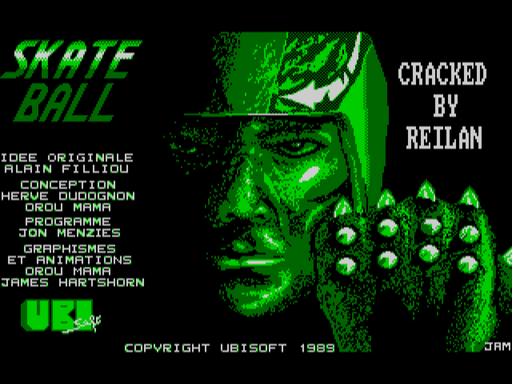 SKATE
BALL
CRACKED
BY
REILAN
IDEE ORIGINALE
ALAIN FILLIOU
CONCEPTION
HERVE DUDOGNON
OROU MAMA
PROGRAMME
JON MENZIES
GRAPHISMES
ET ANIMATIONS
OROU MAMA
JAMES HARTSHORN
UBI
Soft
COPYRIGHT UBISOFT 1989
JAM